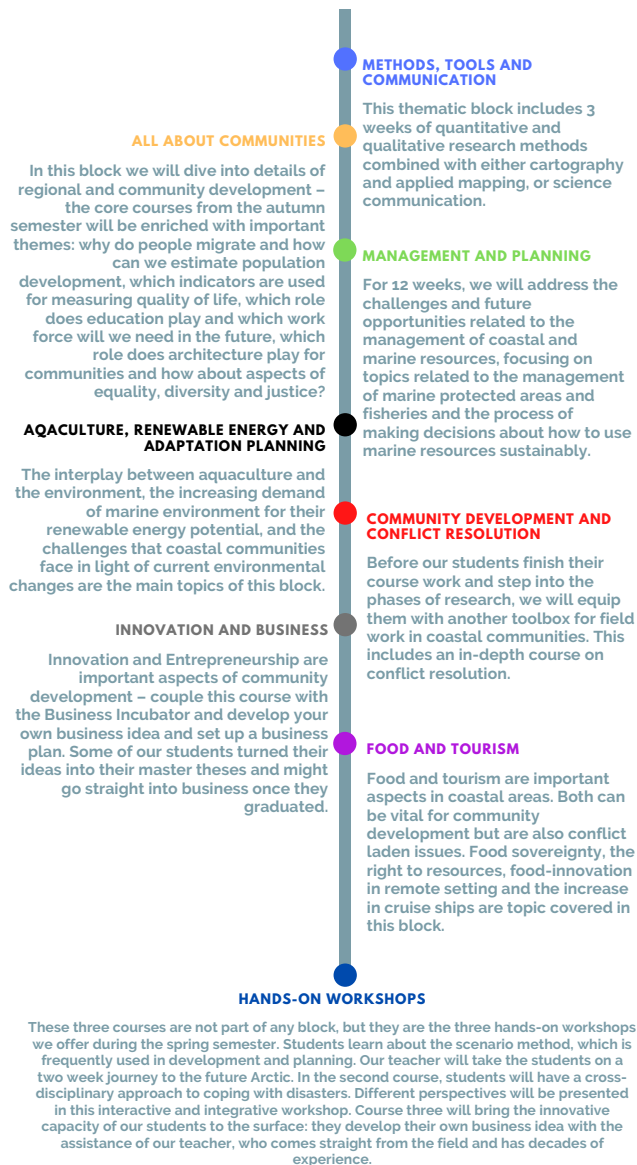 METHODS, TOOLS AND
COMMUNICATION
This thematic block includes 3
weeks of quantitative and
qualitative research methods
combined with either cartography
and applied mapping, or science
communication.
ALL ABOUT COMMUNITIES
In this block we will dive into details of
regional and community development –
the core courses from the autumn
semester will be enriched with important
themes: why do people migrate and how
can we estimate population
development, which indicators are used
for measuring quality of life, which role
does education play and which work
force will we need in the future, which
role does architecture play for
communities and how about aspects of
equality, diversity and justice?
MANAGEMENT AND PLANNING
For 12 weeks, we will address the
challenges and future
opportunities related to the
management of coastal and
marine resources, focusing on
topics related to the management
of marine protected areas and
fisheries and the process of
making decisions about how to use
marine resources sustainably.
AQACULTURE, RENEWABLE ENERGY AND
ADAPTATION PLANNING
The interplay between aquaculture and
the environment, the increasing demand
of marine environment for their
renewable energy potential, and the
challenges that coastal communities
face in light of current environmental
changes are the main topics of this block.
COMMUNITY DEVELOPMENT AND
CONFLICT RESOLUTION
Before our students finish their
course work and step into the
phases of research, we will equip
them with another toolbox for field
work in coastal communities. This
includes an in-depth course on
conflict resolution.
INNOVATION AND BUSINESS
Innovation and Entrepreneurship are
important aspects of community
development – couple this course with
the Business Incubator and develop your
own business idea and set up a business
plan. Some of our students turned their
ideas into their master theses and might
go straight into business once they
graduated.
FOOD AND TOURISM
Food and tourism are important
aspects in coastal areas. Both can
be vital for community
development but are also conflict
laden issues. Food sovereignty, the
right to resources, food-innovation
in remote setting and the increase
in cruise ships are topic covered in
this block.
HANDS-ON WORKSHOPS
These three courses are not part of any block, but they are the three hands-on workshops
we offer during the spring semester. Students learn about the scenario method, which is
frequently used in development and planning. Our teacher will take the students on a
two week journey to the future Arctic. In the second course, students will have a cross-
disciplinary approach to coping with disasters. Different perspectives will be presented
in this interactive and integrative workshop. Course three will bring the innovative
capacity of our students to the surface: they develop their own business idea with the
assistance of our teacher, who comes straight from the field and has decades of
experience.